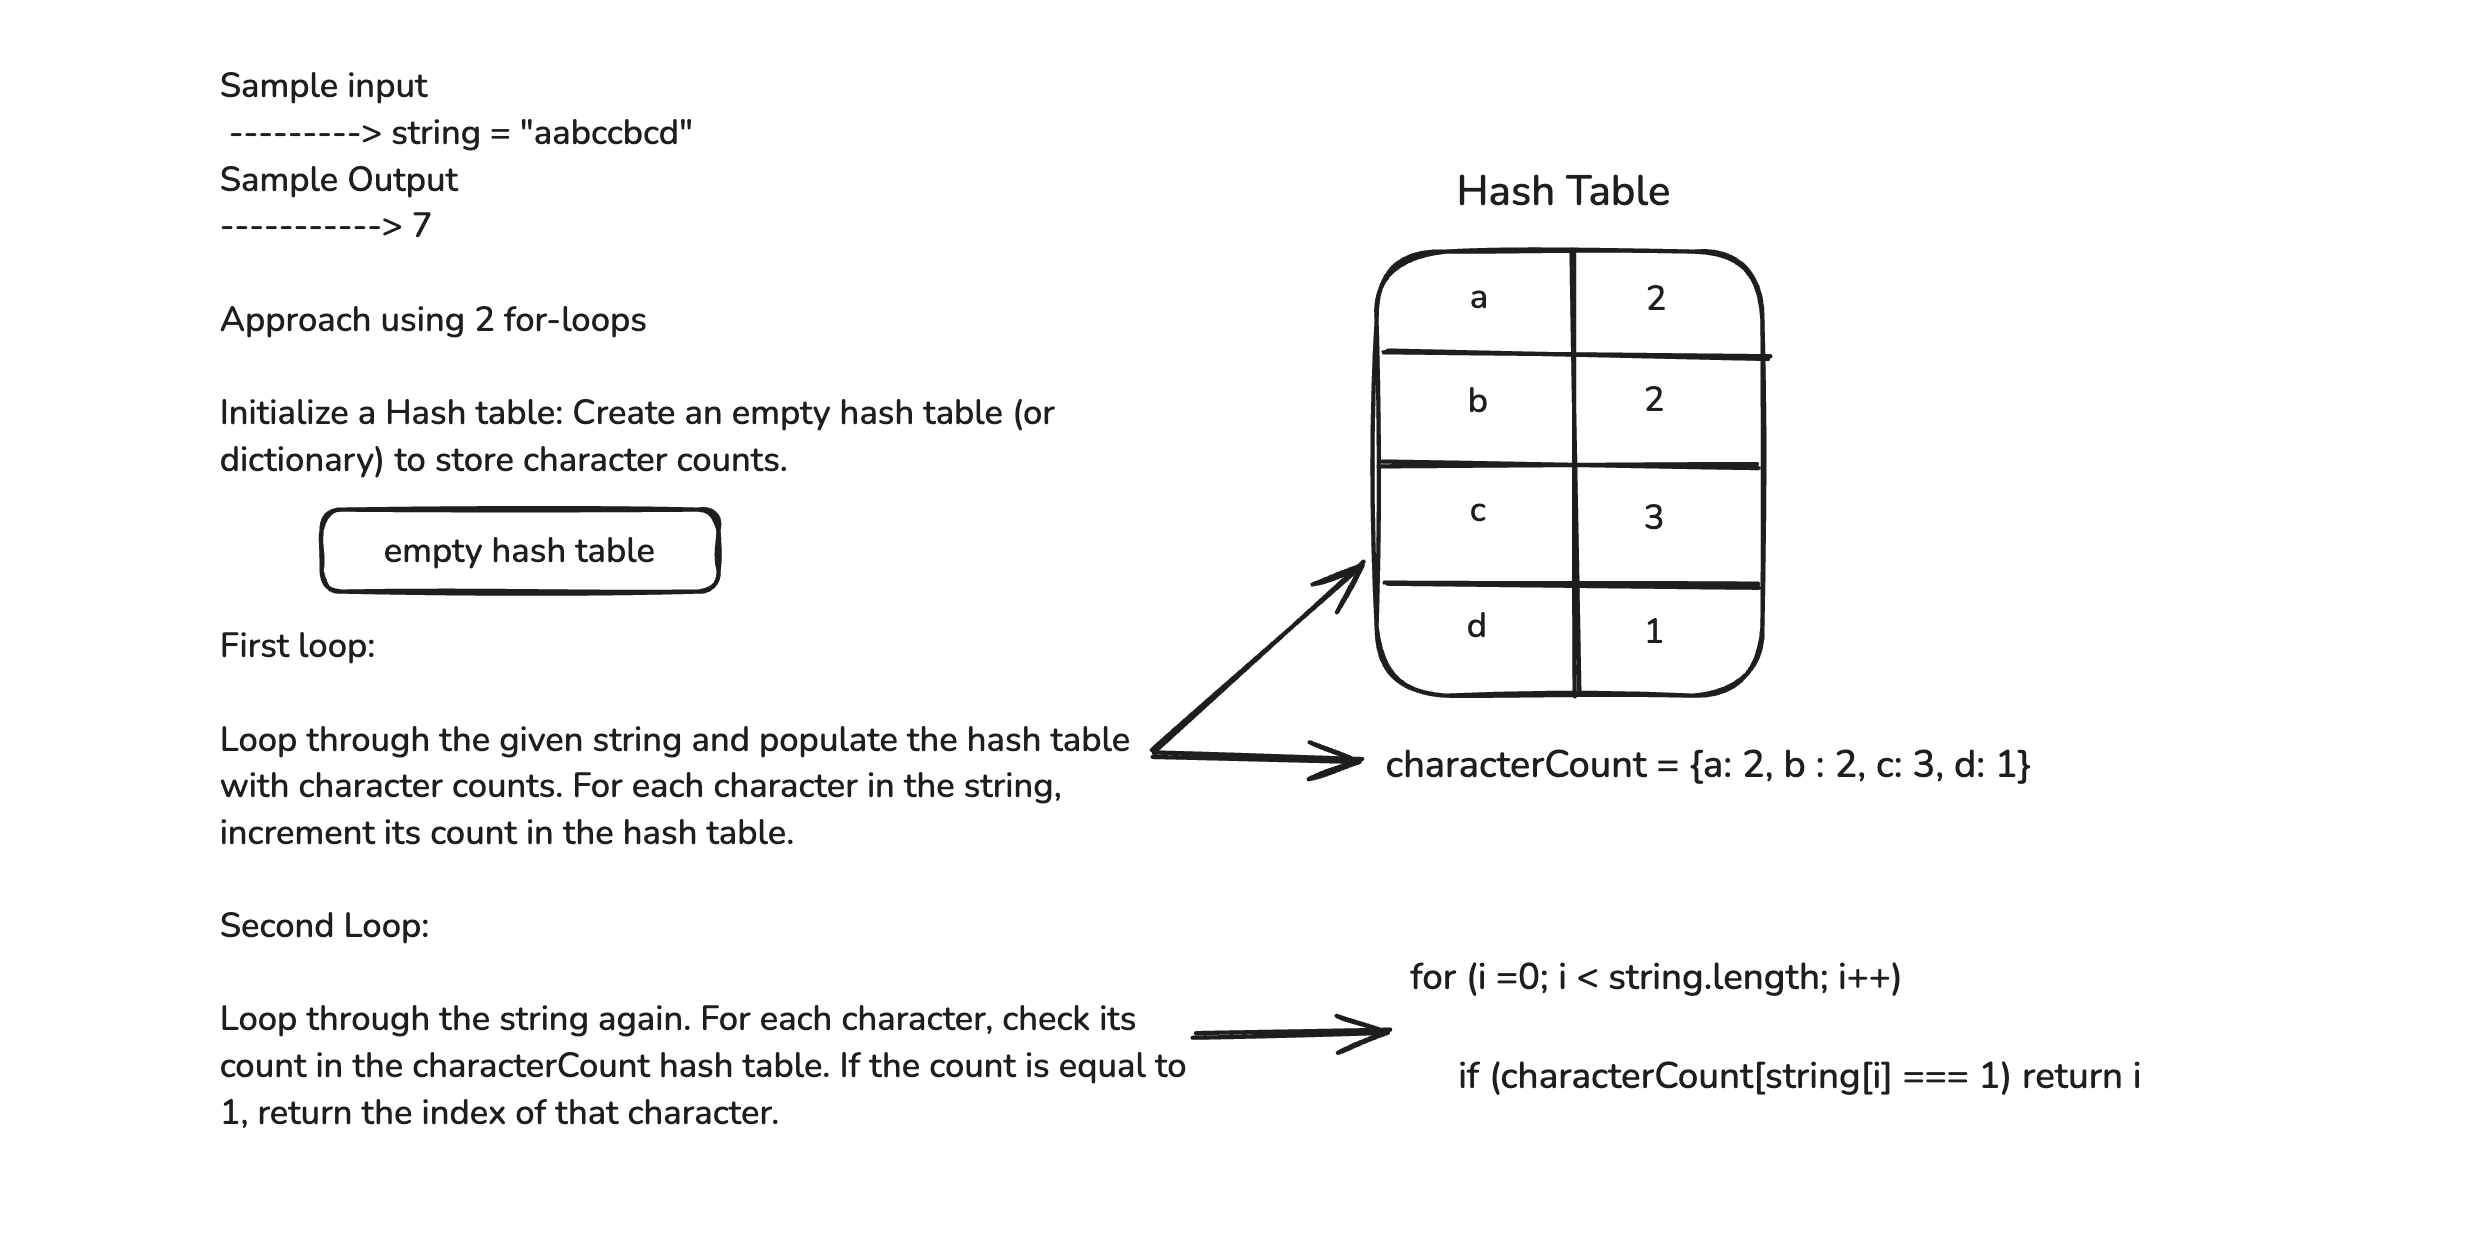 Sample input
---------> string = "aabccbcd"
Sample Output
-----------> 7
Approach using 2 for-loops
Initialize a Hash table: Create an empty hash table (or
dictionary) to store character counts.
empty hash table
First loop:
Loop through the given string and populate the hash table
with character counts. For each character in the string,
increment its count in the hash table.
Second Loop:
Loop through the string again. For each character, check its
count in the characterCount hash table. If the count is equal to
1, return the index of that character.
Hash Table
a 2
b 2
c 3
d 1
characterCount = {a: 2, b : 2, c: 3, d: 1}
for (i =0; i < string.length; i++)
if (characterCount[string[i] === 1) return i